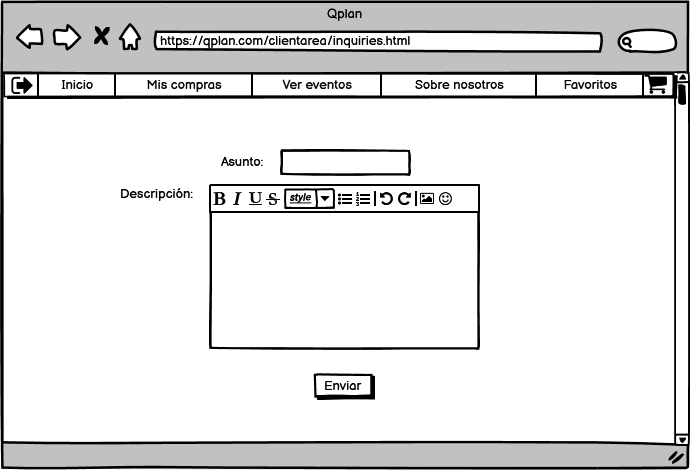 Qplan
https://qplan.com/clientarea/inquiries.html
Inicio Mis compras Ver eventos Sobre nosotros Favoritos
Asunto:
Descripción:
B I U S style
Enviar